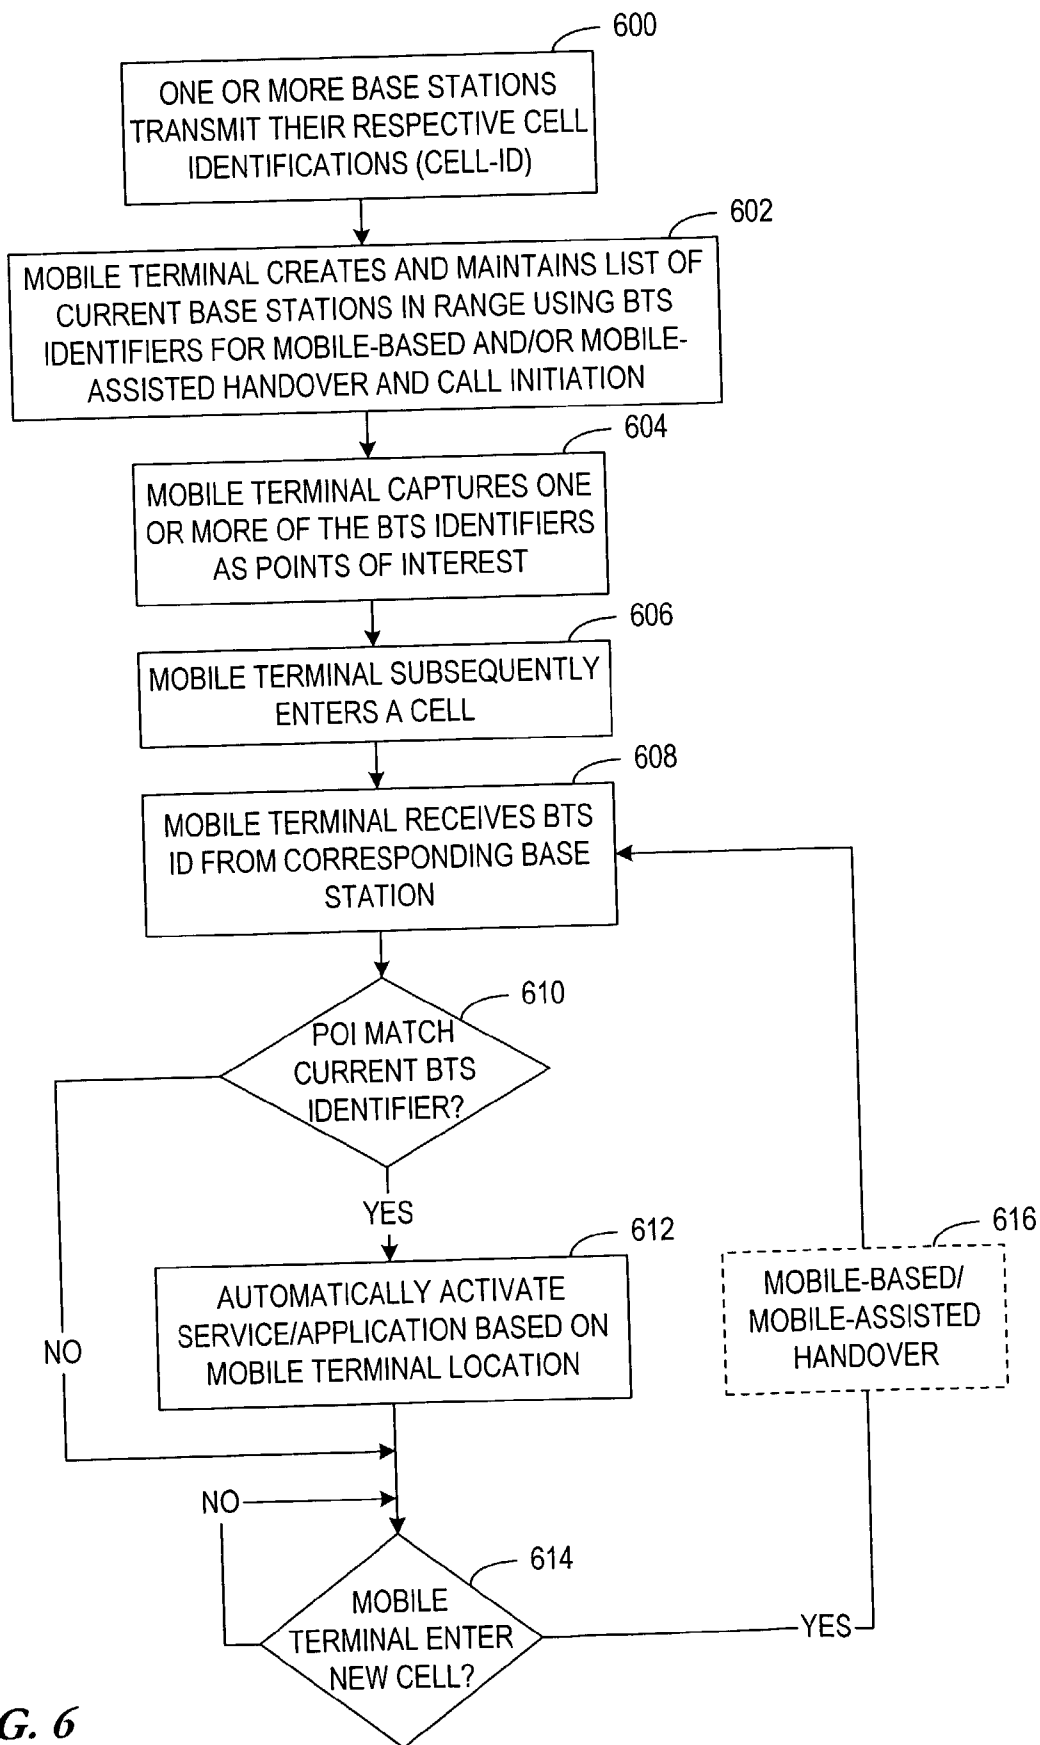 600
ONE OR MORE BASE STATIONS
TRANSMIT THEIR RESPECTIVE CELL
IDENTIFICATIONS (CELL-ID)
602
MOBILE TERMINAL CREATES AND MAINTAINS LIST OF
CURRENT BASE STATIONS IN RANGE USING BTS
IDENTIFIERS FOR MOBILE-BASED AND/OR MOBILE-
ASSISTED HANDOVER AND CALL INITIATION
604
MOBILE TERMINAL CAPTURES ONE
OR MORE OF THE BTS IDENTIFIERS
AS POINTS OF INTEREST
606
MOBILE TERMINAL SUBSEQUENTLY
ENTERS A CELL
608
MOBILE TERMINAL RECEIVES BTS
ID FROM CORRESPONDING BASE
STATION
610
POI MATCH
CURRENT BTS
IDENTIFIER?
YES
612
AUTOMATICALLY ACTIVATE
SERVICE/APPLICATION BASED ON
MOBILE TERMINAL LOCATION
616
MOBILE-BASED/
MOBILE-ASSISTED
HANDOVER
NO
NO
614
MOBILE
TERMINAL ENTER
NEW CELL?
YES
G. 6